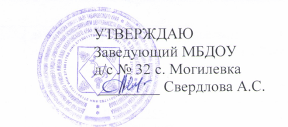 УТВЕРЖДАЮ
Заведующий МБДОУ
д/с № 32 с. Могилевка
Свердлова А.С.